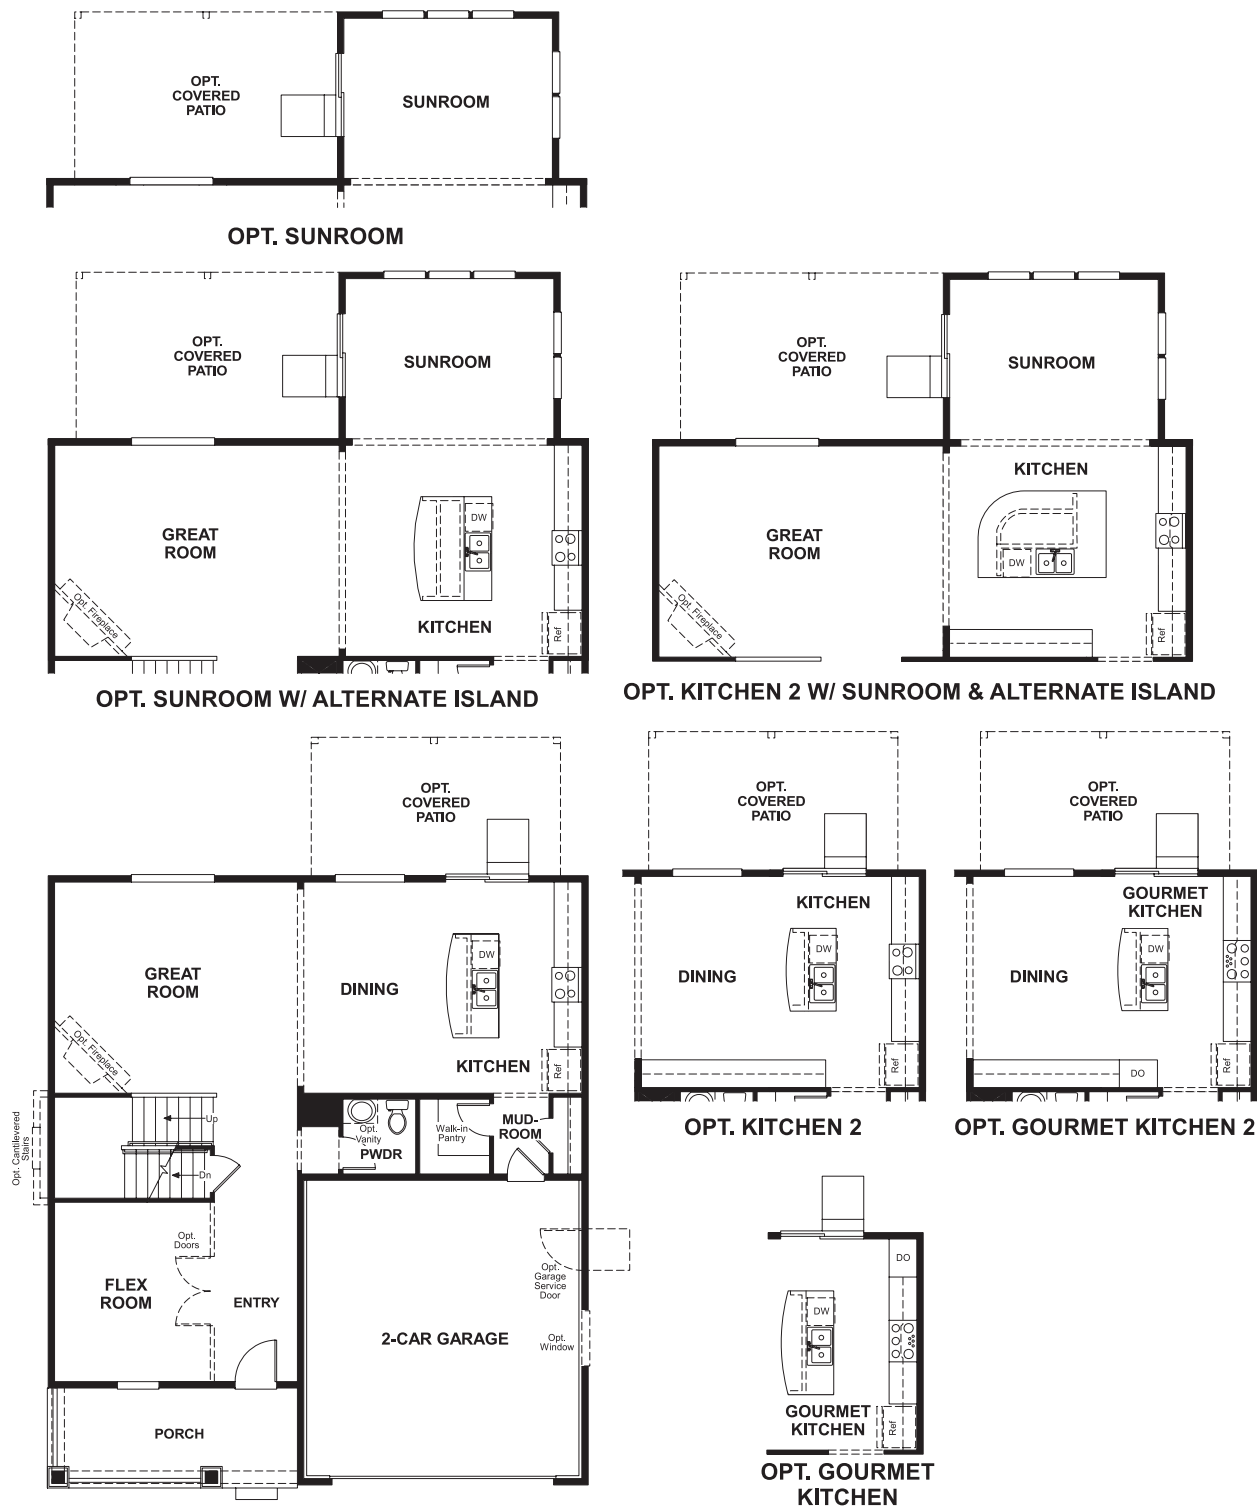 OPT.
COVERED
PATIO
SUNROOM
OPT. SUNROOM
OPT.
COVERED
PATIO
SUNROOM
GREAT
ROOM
DW
Opt. Fireplace
KITCHEN
Ref
OPT. SUNROOM W/ ALTERNATE ISLAND
OPT.
COVERED
PATIO
SUNROOM
KITCHEN
GREAT
ROOM
DW
Opt. Fireplace
Ref
OPT. KITCHEN 2 W/ SUNROOM & ALTERNATE ISLAND
OPT.
COVERED
PATIO
GREAT
ROOM
DINING
DW
Opt. Fireplace
KITCHEN
Ref
Up
Opt. Cantilevered
Stairs
Dn
Opt.
Vanity
PWDR
Walk-in
Pantry
MUD-
ROOM
Opt.
Doors
FLEX
ROOM
ENTRY
Opt.
Garage
Service
Door
2-CAR GARAGE
Opt.
Window
PORCH
OPT.
COVERED
PATIO
KITCHEN
DW
DINING
Ref
OPT. KITCHEN 2
OPT.
COVERED
PATIO
GOURMET
KITCHEN
DW
DINING
Ref
DO
OPT. GOURMET KITCHEN 2
DO
DW
GOURMET
KITCHEN
Ref
OPT. GOURMET
KITCHEN